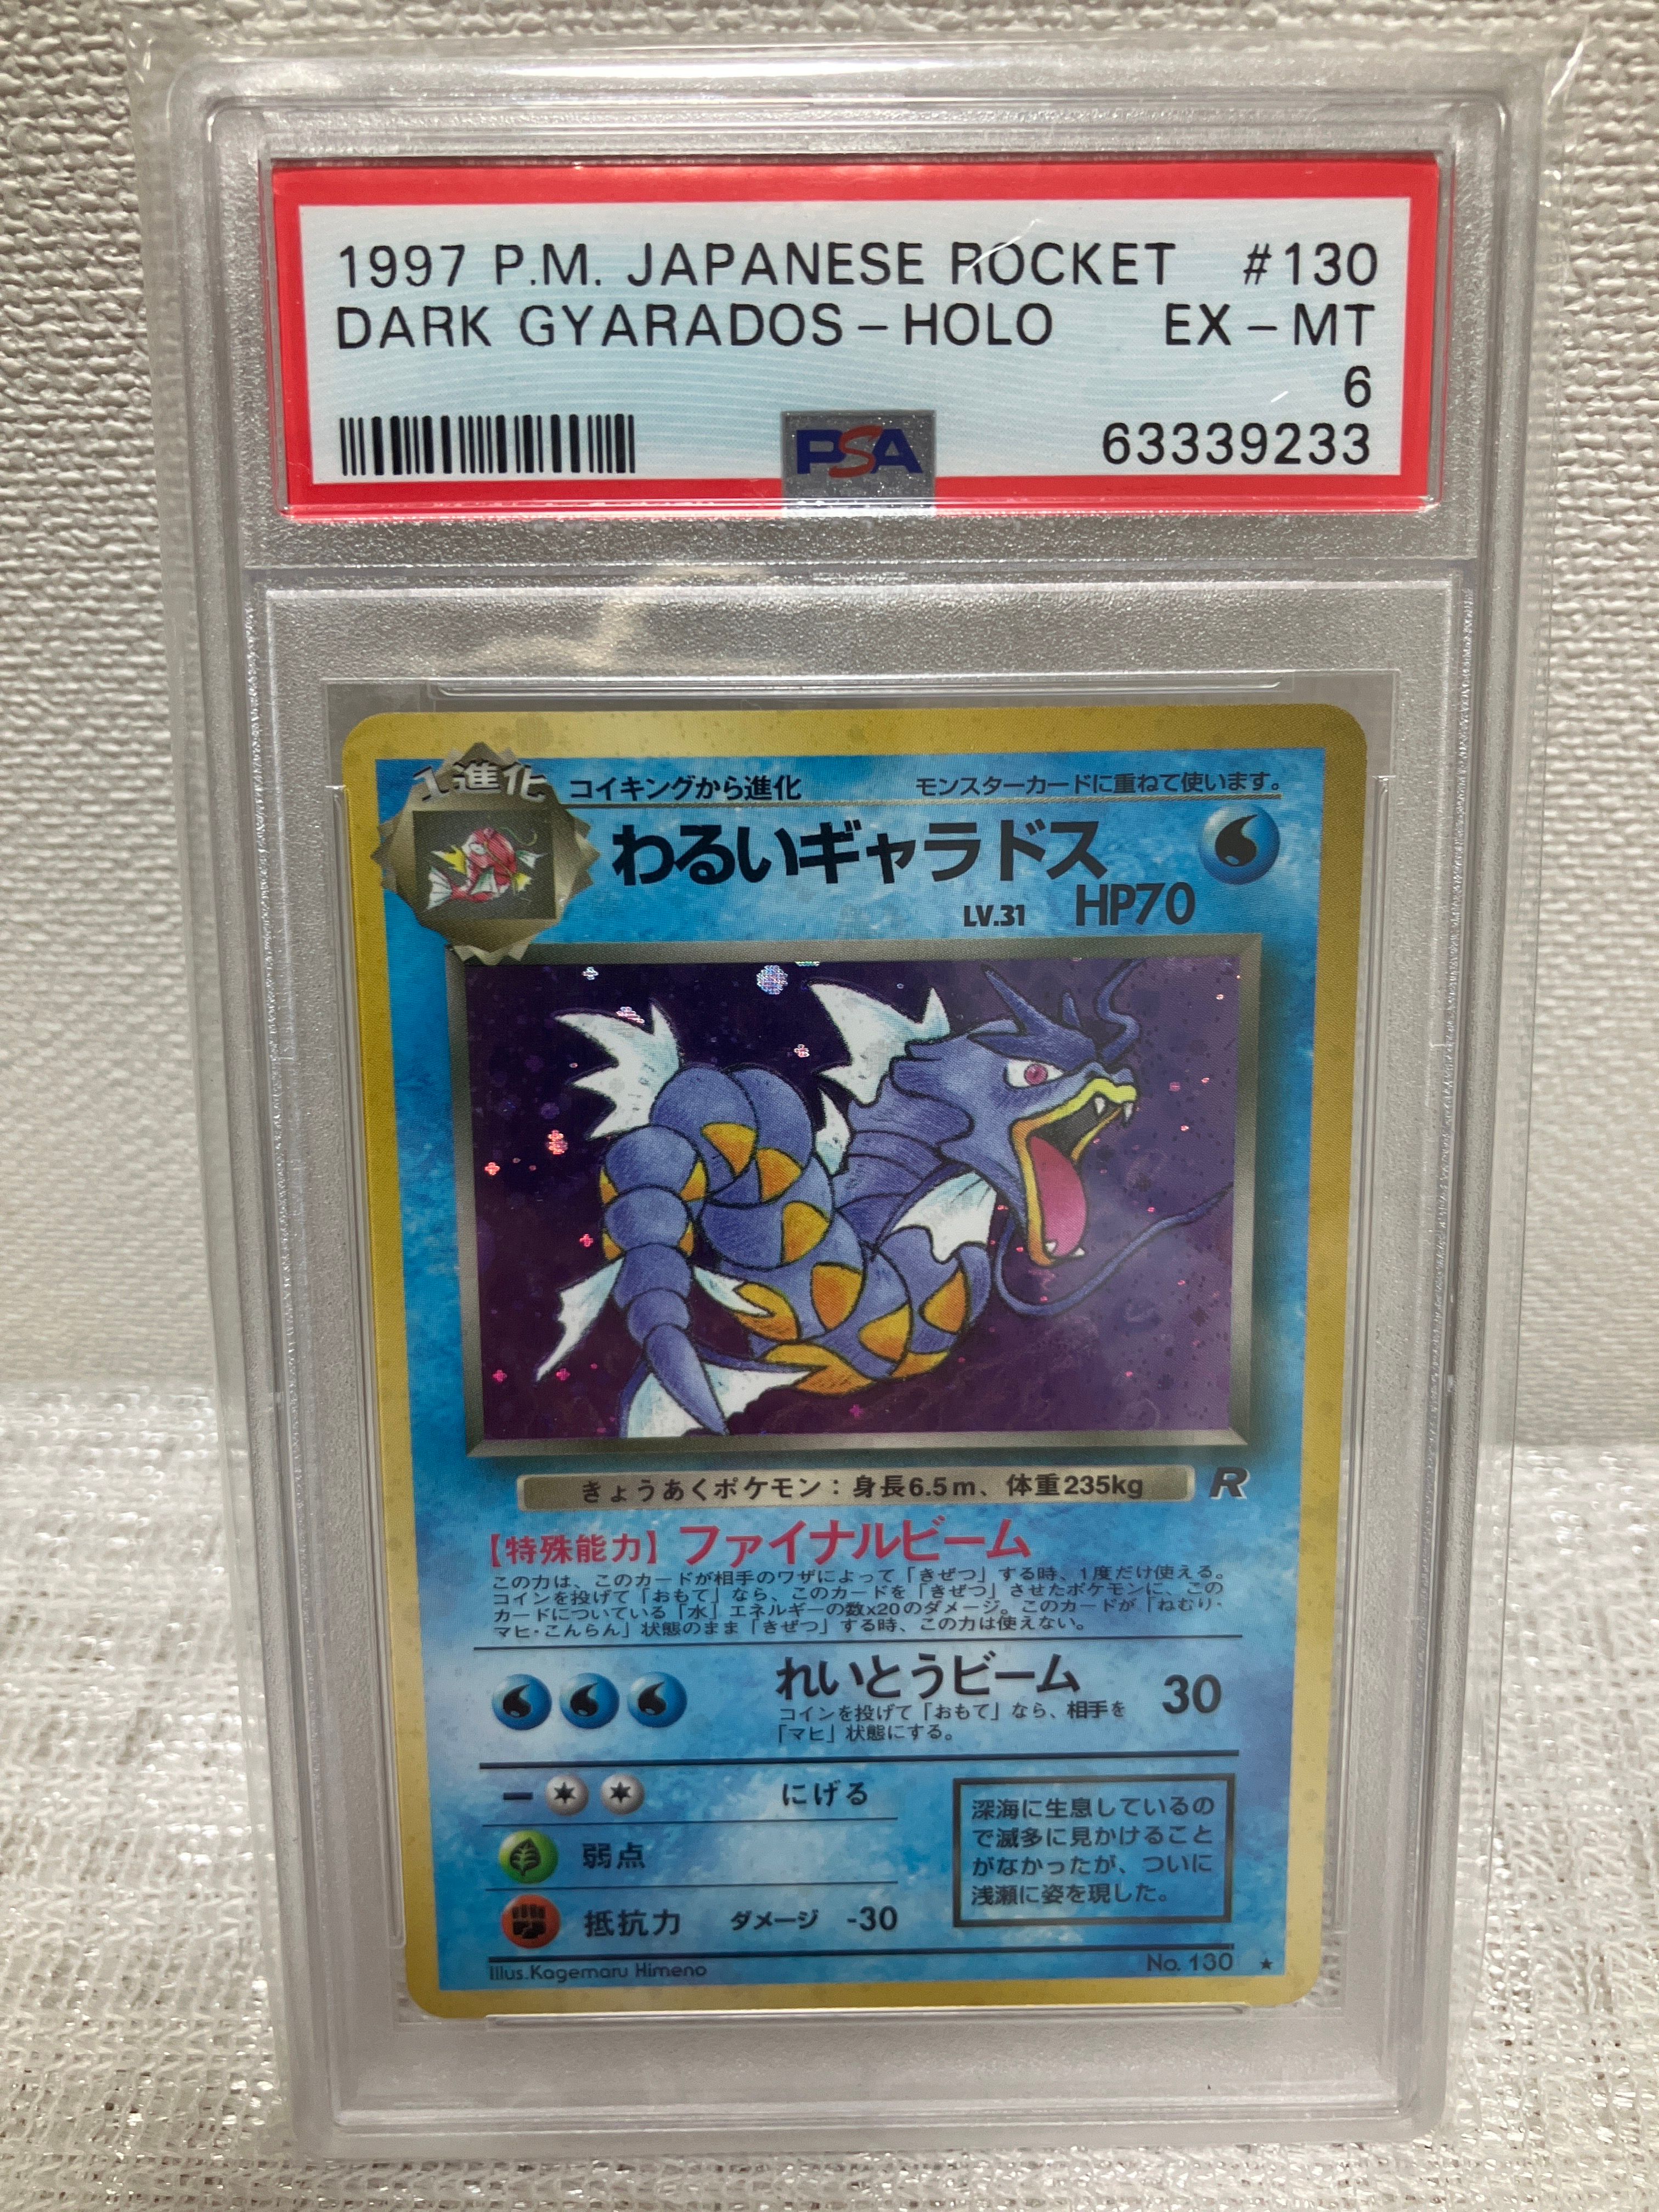 1997 P.M. JAPANESE ROCKET #130
DARK GYARADOS-HOLO EX-MT
6
PSA
63339233
1進化
コイキングから進化 モンスターカードに重ねて使います。
わるいギャラドス
LV.31 HP70
きょうあくポケモン:身長6.5m、体重235kg R
【特殊能力】ファイナルビーム
この力は、このカードが相手のワザによって「きぜつ」する時、1度だけ使える。
コインを投げて「おもて」なら、このカードを「きぜつ」させたポケモンに、この
カードについている「水」エネルギーの数x20のダメージ。このカードが「ねむり・
マヒ・こんらん」状態のまま「きぜつ」する時、この力は使えない。
れいとうビーム 30
コインを投げて「おもて」なら、相手を
「マヒ」状態にする。
にげる
弱点
抵抗力 ダメージ -30
深海に生息しているの
で滅多に見かけること
がなかったが、ついに
浅瀬に姿を現した。
Illus.Kagemaru Himeno No. 130 ★